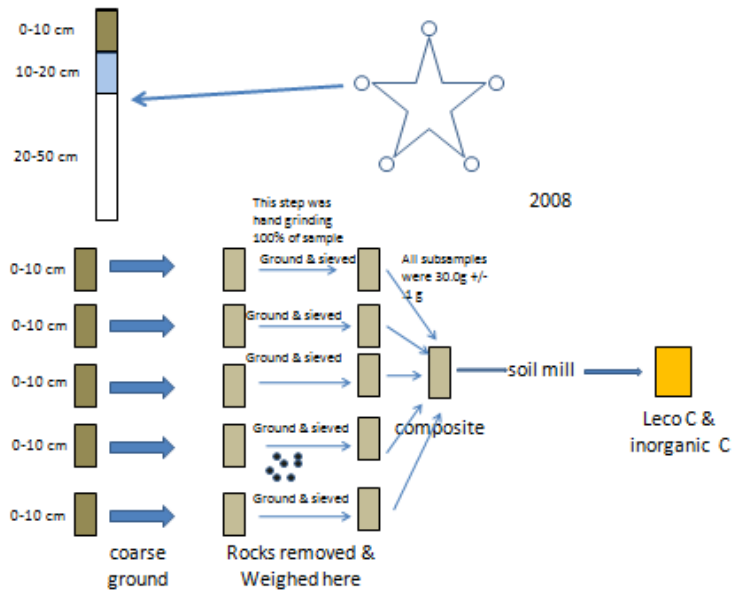 0-10 cm
10-20 cm
20-50 cm
2008
This step was
hand grinding
100% of sample
All subsamples
were 30.0g +/-
.1 g
0-10 cm
Ground & sieved
0-10 cm
Ground & sieved
0-10 cm
Ground & sieved
soil mill
composite
Leco C &
inorganic C
0-10 cm
Ground & sieved
0-10 cm
Ground & sieved
coarse
ground
Rocks removed &
Weighed here